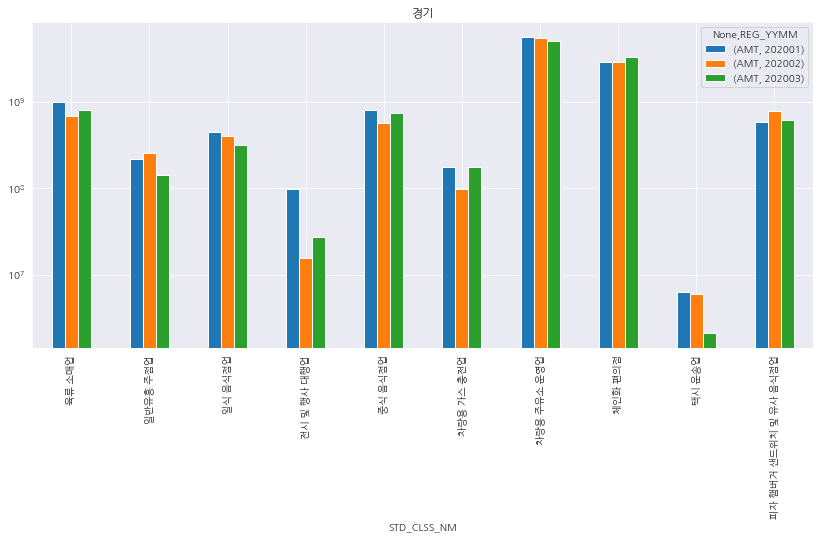 경기
None,REG_YYMM
(AMT, 202001)
(AMT, 202002)
(AMT, 202003)
10⁹
10⁸
10⁷
육류 소매업
일반유흥 주점업
일식 음식점업
전시 및 행사 대행업
중식 음식점업
차량용 가스 충전업
차량용 주유소 운영업
체인화 편의점
택시 운송업
피자 햄버거 샌드위치 및 유사 음식점업
STD_CLSS_NM